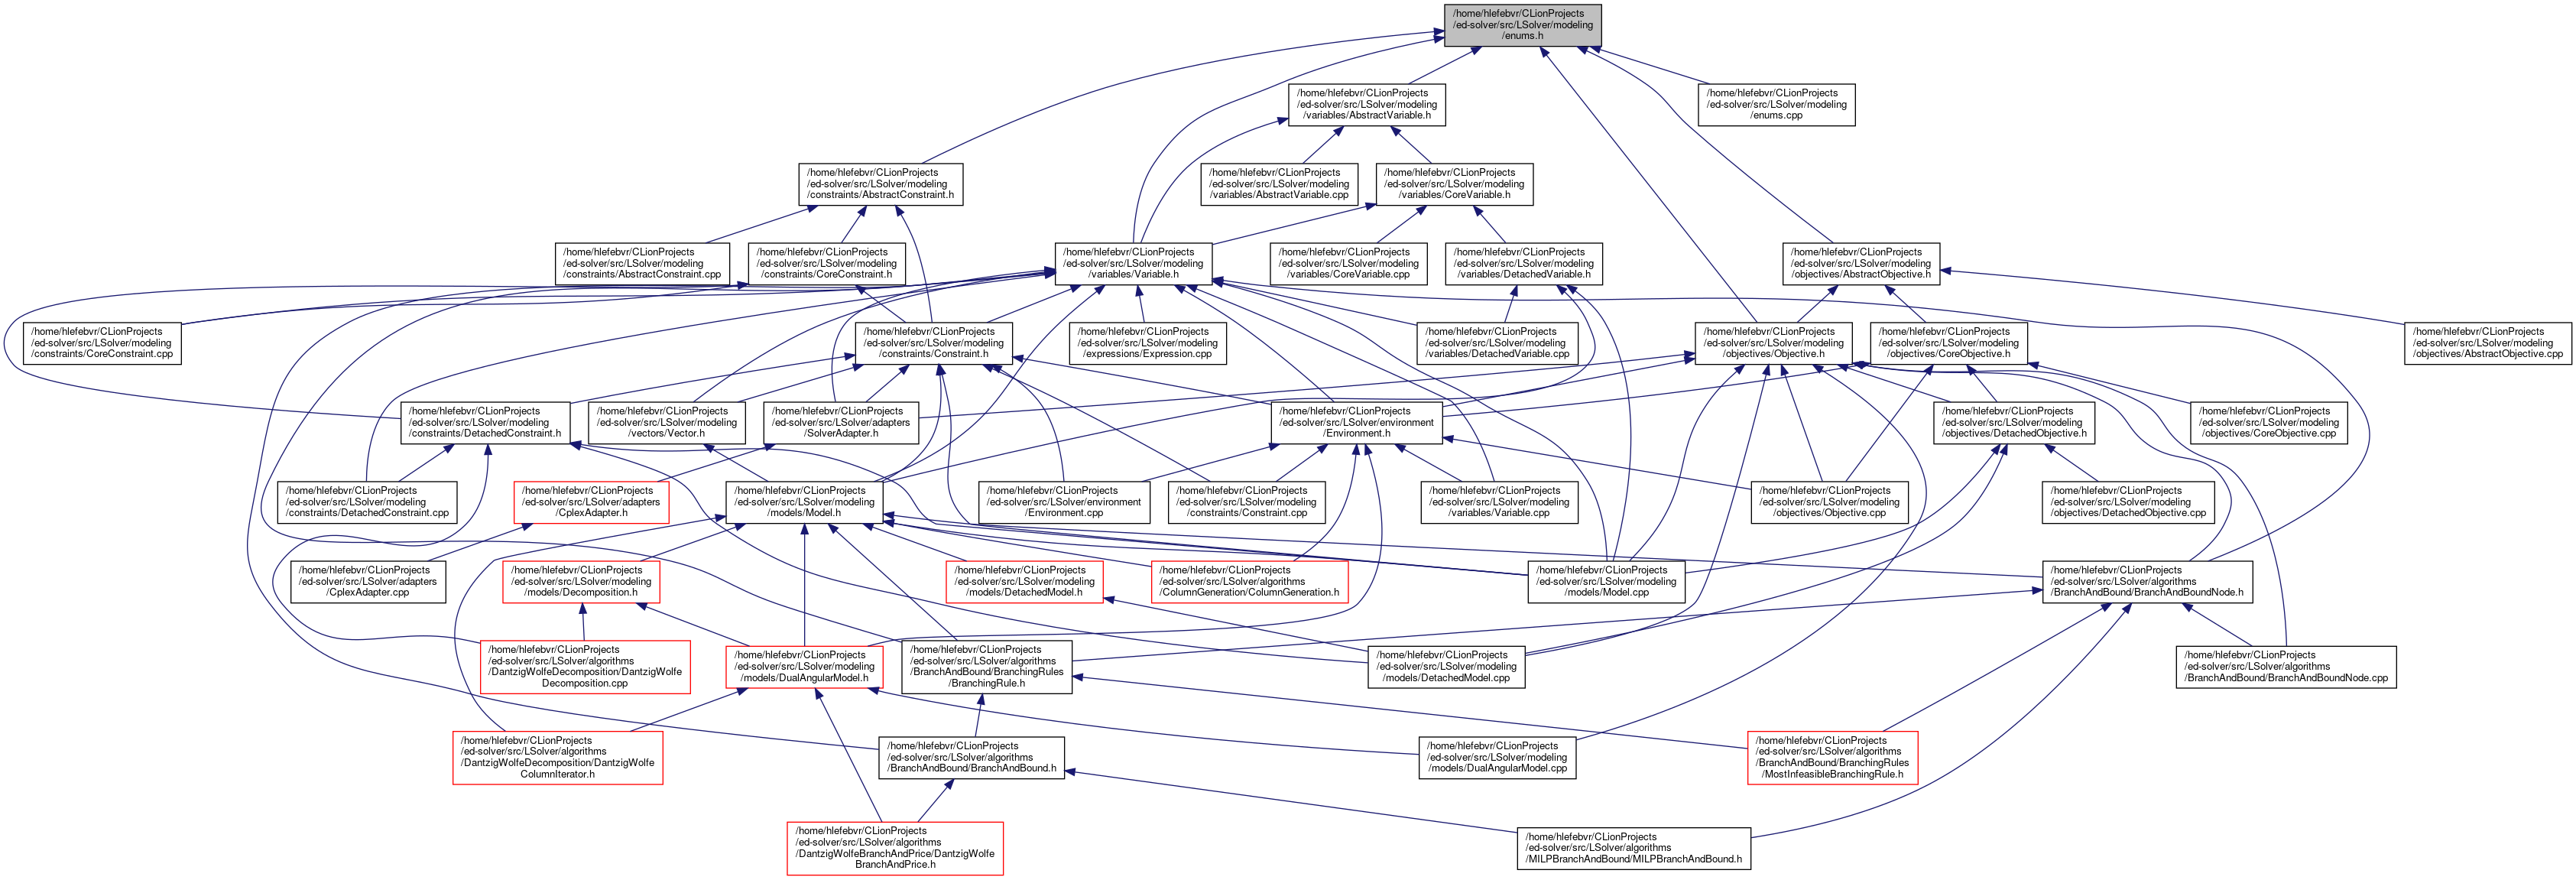 /home/hlefebvr/CLionProjects
/ed-solver/src/LSolver/modeling
/enums.h
/home/hlefebvr/CLionProjects
/ed-solver/src/LSolver/modeling
/variables/AbstractVariable.h
/home/hlefebvr/CLionProjects
/ed-solver/src/LSolver/modeling
/enums.cpp
/home/hlefebvr/CLionProjects
/ed-solver/src/LSolver/modeling
/constraints/AbstractConstraint.h
/home/hlefebvr/CLionProjects
/ed-solver/src/LSolver/modeling
/variables/AbstractVariable.cpp
/home/hlefebvr/CLionProjects
/ed-solver/src/LSolver/modeling
/variables/CoreVariable.h
/home/hlefebvr/CLionProjects
/ed-solver/src/LSolver/modeling
/constraints/AbstractConstraint.cpp
/home/hlefebvr/CLionProjects
/ed-solver/src/LSolver/modeling
/constraints/CoreConstraint.h
/home/hlefebvr/CLionProjects
/ed-solver/src/LSolver/modeling
/variables/Variable.h
/home/hlefebvr/CLionProjects
/ed-solver/src/LSolver/modeling
/variables/CoreVariable.cpp
/home/hlefebvr/CLionProjects
/ed-solver/src/LSolver/modeling
/variables/DetachedVariable.h
/home/hlefebvr/CLionProjects
/ed-solver/src/LSolver/modeling
/objectives/AbstractObjective.h
/home/hlefebvr/CLionProjects
/ed-solver/src/LSolver/modeling
/constraints/CoreConstraint.cpp
/home/hlefebvr/CLionProjects
/ed-solver/src/LSolver/modeling
/constraints/Constraint.h
/home/hlefebvr/CLionProjects
/ed-solver/src/LSolver/modeling
/expressions/Expression.cpp
/home/hlefebvr/CLionProjects
/ed-solver/src/LSolver/modeling
/variables/DetachedVariable.cpp
/home/hlefebvr/CLionProjects
/ed-solver/src/LSolver/modeling
/objectives/Objective.h
/home/hlefebvr/CLionProjects
/ed-solver/src/LSolver/modeling
/objectives/CoreObjective.h
/home/hlefebvr/CLionProjects
/ed-solver/src/LSolver/modeling
/objectives/AbstractObjective.cpp
/home/hlefebvr/CLionProjects
/ed-solver/src/LSolver/modeling
/constraints/DetachedConstraint.h
/home/hlefebvr/CLionProjects
/ed-solver/src/LSolver/modeling
/vectors/Vector.h
/home/hlefebvr/CLionProjects
/ed-solver/src/LSolver/adapters
/SolverAdapter.h
/home/hlefebvr/CLionProjects
/ed-solver/src/LSolver/environment
/Environment.h
/home/hlefebvr/CLionProjects
/ed-solver/src/LSolver/modeling
/objectives/DetachedObjective.h
/home/hlefebvr/CLionProjects
/ed-solver/src/LSolver/modeling
/objectives/CoreObjective.cpp
/home/hlefebvr/CLionProjects
/ed-solver/src/LSolver/modeling
/constraints/DetachedConstraint.cpp
/home/hlefebvr/CLionProjects
/ed-solver/src/LSolver/adapters
/CplexAdapter.h
/home/hlefebvr/CLionProjects
/ed-solver/src/LSolver/modeling
/models/Model.h
/home/hlefebvr/CLionProjects
/ed-solver/src/LSolver/environment
/Environment.cpp
/home/hlefebvr/CLionProjects
/ed-solver/src/LSolver/modeling
/constraints/Constraint.cpp
/home/hlefebvr/CLionProjects
/ed-solver/src/LSolver/modeling
/variables/Variable.cpp
/home/hlefebvr/CLionProjects
/ed-solver/src/LSolver/modeling
/objectives/Objective.cpp
/home/hlefebvr/CLionProjects
/ed-solver/src/LSolver/modeling
/objectives/DetachedObjective.cpp
/home/hlefebvr/CLionProjects
/ed-solver/src/LSolver/adapters
/CplexAdapter.cpp
/home/hlefebvr/CLionProjects
/ed-solver/src/LSolver/modeling
/models/Decomposition.h
/home/hlefebvr/CLionProjects
/ed-solver/src/LSolver/modeling
/models/DetachedModel.h
/home/hlefebvr/CLionProjects
/ed-solver/src/LSolver/algorithms
/ColumnGeneration/ColumnGeneration.h
/home/hlefebvr/CLionProjects
/ed-solver/src/LSolver/modeling
/models/Model.cpp
/home/hlefebvr/CLionProjects
/ed-solver/src/LSolver/algorithms
/BranchAndBound/BranchAndBoundNode.h
/home/hlefebvr/CLionProjects
/ed-solver/src/LSolver/algorithms
/DantzigWolfeDecomposition/DantzigWolfe
Decomposition.cpp
/home/hlefebvr/CLionProjects
/ed-solver/src/LSolver/modeling
/models/DualAngularModel.h
/home/hlefebvr/CLionProjects
/ed-solver/src/LSolver/algorithms
/BranchAndBound/BranchingRules
/BranchingRule.h
/home/hlefebvr/CLionProjects
/ed-solver/src/LSolver/modeling
/models/DetachedModel.cpp
/home/hlefebvr/CLionProjects
/ed-solver/src/LSolver/algorithms
/BranchAndBound/BranchAndBoundNode.cpp
/home/hlefebvr/CLionProjects
/ed-solver/src/LSolver/algorithms
/DantzigWolfeDecomposition/DantzigWolfe
ColumnIterator.h
/home/hlefebvr/CLionProjects
/ed-solver/src/LSolver/algorithms
/BranchAndBound/BranchAndBound.h
/home/hlefebvr/CLionProjects
/ed-solver/src/LSolver/modeling
/models/DualAngularModel.cpp
/home/hlefebvr/CLionProjects
/ed-solver/src/LSolver/algorithms
/BranchAndBound/BranchingRules
/MostInfeasibleBranchingRule.h
/home/hlefebvr/CLionProjects
/ed-solver/src/LSolver/algorithms
/DantzigWolfeBranchAndPrice/DantzigWolfe
BranchAndPrice.h
/home/hlefebvr/CLionProjects
/ed-solver/src/LSolver/algorithms
/MILPBranchAndBound/MILPBranchAndBound.h